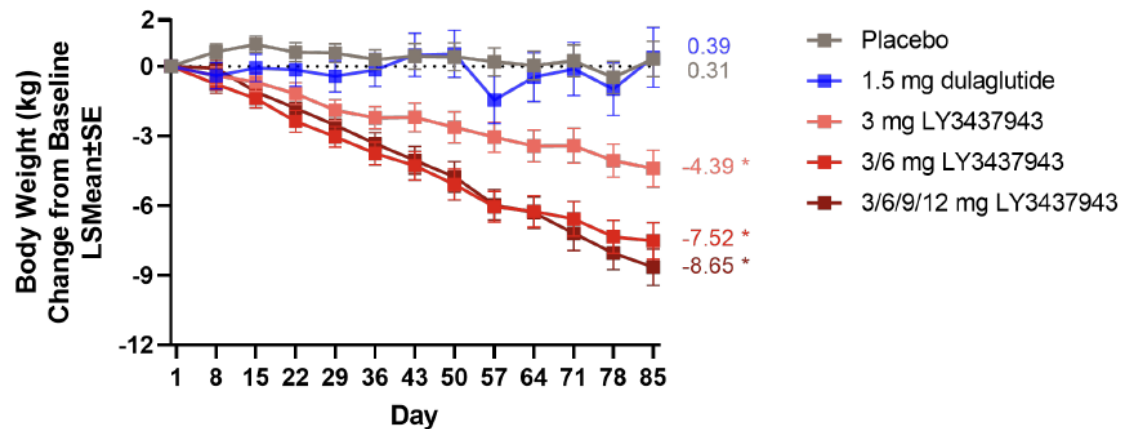 Body Weight (kg)
Change from Baseline
LSMean±SE
2
0
-3
-6
-9
-12
1 8 15 22 29 36 43 50 57 64 71 78 85
Day
0.39
0.31
-4.39 *
-7.52 *
-8.65 *
Placebo
1.5 mg dulaglutide
3 mg LY3437943
3/6 mg LY3437943
3/6/9/12 mg LY3437943